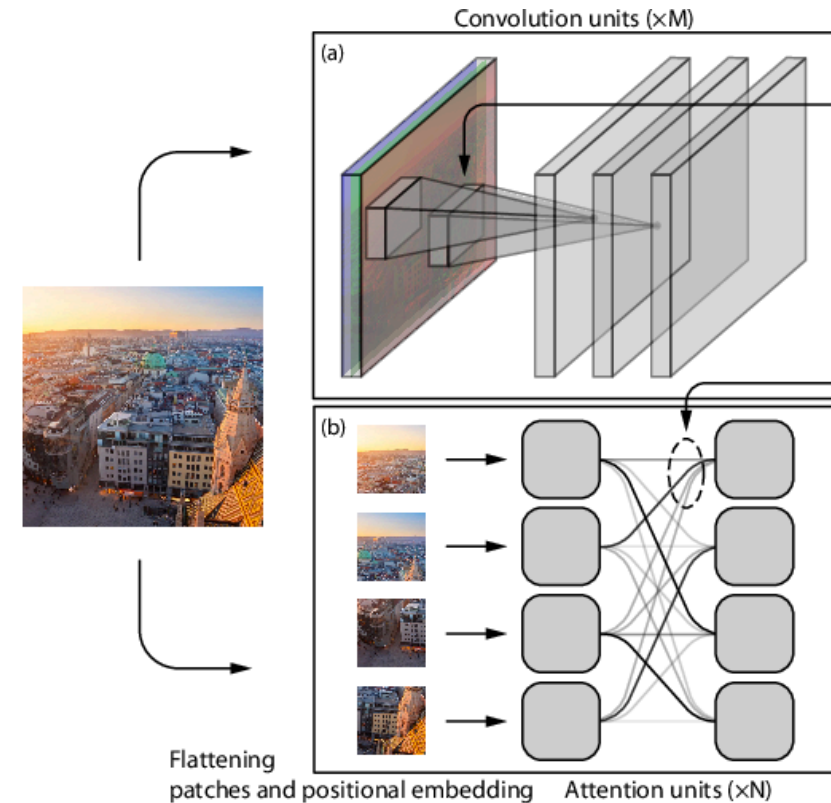 Convolution units (×M)
(a)
(b)
Flattening
patches and positional embedding
Attention units (×N)